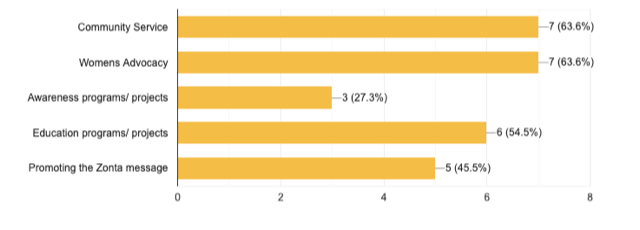 Community Service 7 (63.6%)
Womens Advocacy 7 (63.6%)
Awareness programs/ projects 3 (27.3%)
Education programs/ projects 6 (54.5%)
Promoting the Zonta message 5 (45.5%)
0 2 4 6 8